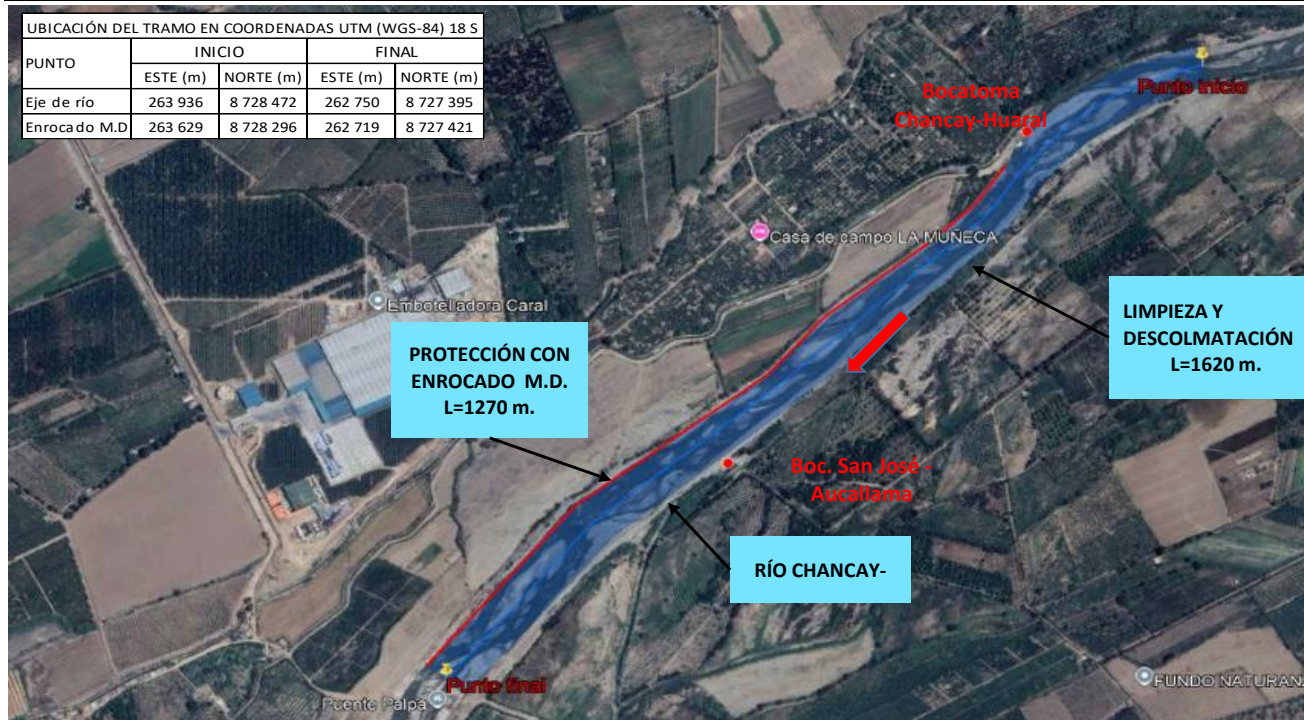 UBICACIÓN DEL TRAMO EN COORDENADAS UTM (WGS-84) 18 S
PUNTO INICIO FINAL
ESTE (m) NORTE (m) ESTE (m) NORTE (m)
Eje de río 263 936 8 728 472 262 750 8 727 395
Enrocado M.D 263 629 8 728 296 262 719 8 727 421
Punto inicio
Bocatoma
Chancay-Huaral
Casa de campo LA MUÑECA
Embotelladora Caral
LIMPIEZA Y
DESCOLMATACIÓN
L=1620 m.
PROTECCIÓN CON
ENROCADO M.D.
L=1270 m.
Boc. San José -
Aucallama
RÍO CHANCAY-
Punto final
Puente Palpa
FUNDO NATURAN